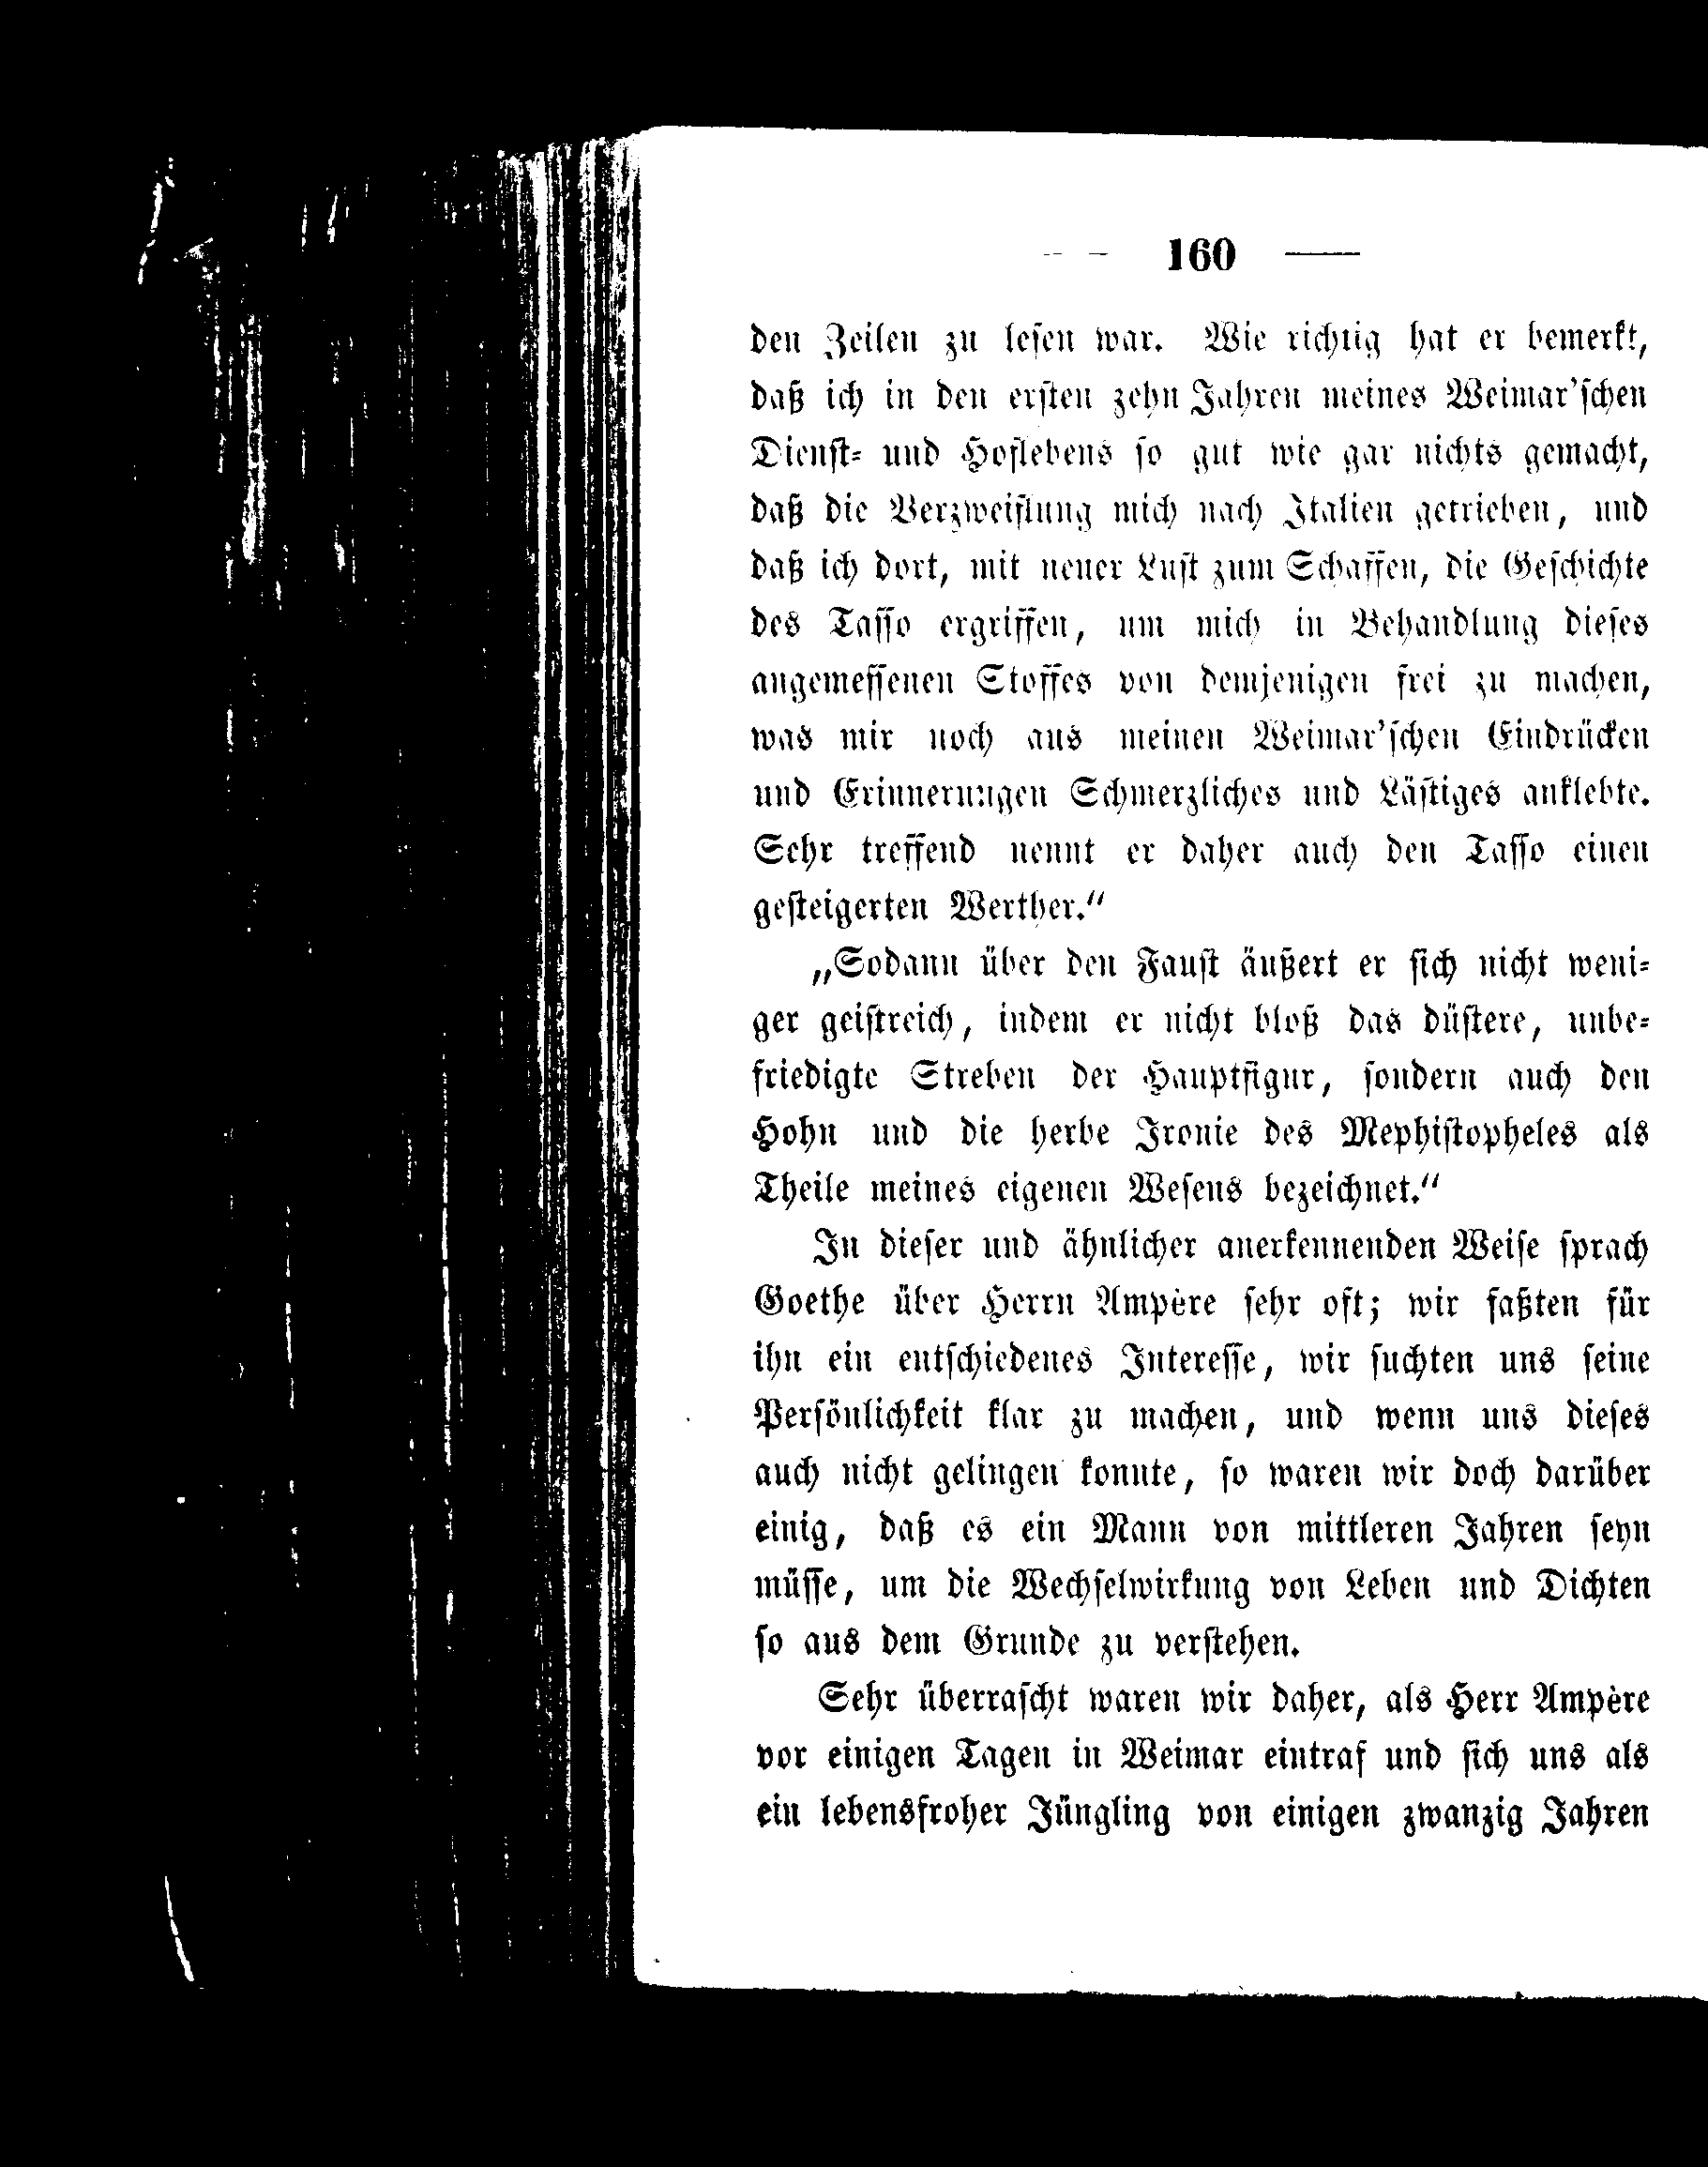 — 160 —
den Zeilen zu lesen war. Wie richtig hat er bemerkt,
daß ich in den ersten zehn Jahren meines Weimar'schen
Dienst- und Hoflebens so gut wie gar nichts gemacht,
daß die Verzweiflung mich nach Italien getrieben, und
daß ich dort, mit neuer Lust zum Schaffen, die Geschichte
des Tasso ergriffen, um mich in Behandlung dieses
angemessenen Stoffes von demjenigen frei zu machen,
was mir noch aus meinen Weimar'schen Eindrücken
und Erinnerungen Schmerzliches und Lästiges anklebte.
Sehr treffend nennt er daher auch den Tasso einen
gesteigerten Werther.“
„Sodann über den Faust äußert er sich nicht weni-
ger geistreich, indem er nicht bloß das düstere, unbe-
friedigte Streben der Hauptfigur, sondern auch den
Hohn und die herbe Ironie des Mephistopheles als
Theile meines eigenen Wesens bezeichnet.“
In dieser und ähnlicher anerkennenden Weise sprach
Goethe über Herrn Ampère sehr oft; wir faßten für
ihn ein entschiedenes Interesse, wir suchten uns seine
Persönlichkeit klar zu machen, und wenn uns dieses
auch nicht gelingen konnte, so waren wir doch darüber
einig, daß es ein Mann von mittleren Jahren seyn
müsse, um die Wechselwirkung von Leben und Dichten
so aus dem Grunde zu verstehen.
Sehr überrascht waren wir daher, als Herr Ampère
vor einigen Tagen in Weimar eintraf und sich uns als
ein lebensfroher Jüngling von einigen zwanzig Jahren